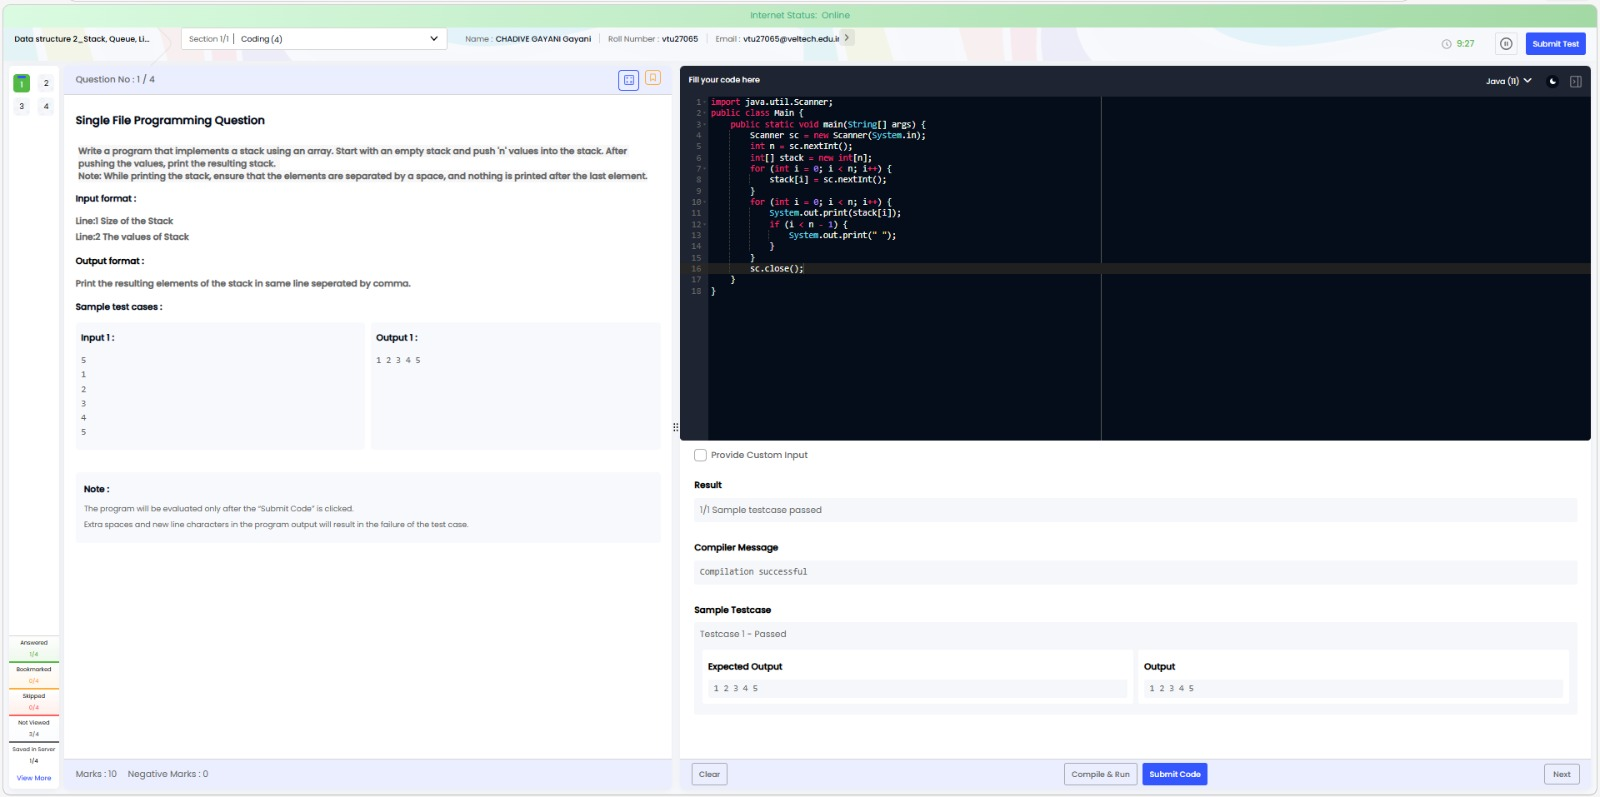 Internet Status: Online
Data structure 2_Stack, Queue, Li...
Section 1/1 | Coding (4)
Name : CHADIVE GAYANI Gayani
Roll Number : vtu27065
Email : vtu27065@veltech.edu.in
9:27
Submit Test
1 2
3 4
Question No : 1 / 4
Single File Programming Question
Write a program that implements a stack using an array. Start with an empty stack and push 'n' values into the stack. After
pushing the values, print the resulting stack.
Note: While printing the stack, ensure that the elements are separated by a space, and nothing is printed after the last element.
Input format :
Line:1 Size of the Stack
Line:2 The values of Stack
Output format :
Print the resulting elements of the stack in same line seperated by comma.
Sample test cases :
Input 1 :
5
1
2
3
4
5
Output 1 :
1 2 3 4 5
Note :
The program will be evaluated only after the "Submit Code" is clicked.
Extra spaces and new line characters in the program output will result in the failure of the test case.
Answered
1/4
Bookmarked
0/4
Skipped
0/4
Not Viewed
3/4
Saved in Server
1/4
View More
Marks : 10 Negative Marks : 0
Fill your code here
Java (11)
1 import java.util.Scanner;
2 public class Main {
3 public static void main(String[] args) {
4 Scanner sc = new Scanner(System.in);
5 int n = sc.nextInt();
6 int[] stack = new int[n];
7 for (int i = 0; i < n; i++) {
8 stack[i] = sc.nextInt();
9 }
10 for (int i = 0; i < n; i++) {
11 System.out.print(stack[i]);
12 if (i < n - 1) {
13 System.out.print(" ");
14 }
15 }
16 sc.close();
17 }
18 }
Provide Custom Input
Result
1/1 Sample testcase passed
Compiler Message
Compilation successful
Sample Testcase
Testcase 1 - Passed
Expected Output
1 2 3 4 5
Output
1 2 3 4 5
Clear
Compile & Run
Submit Code
Next